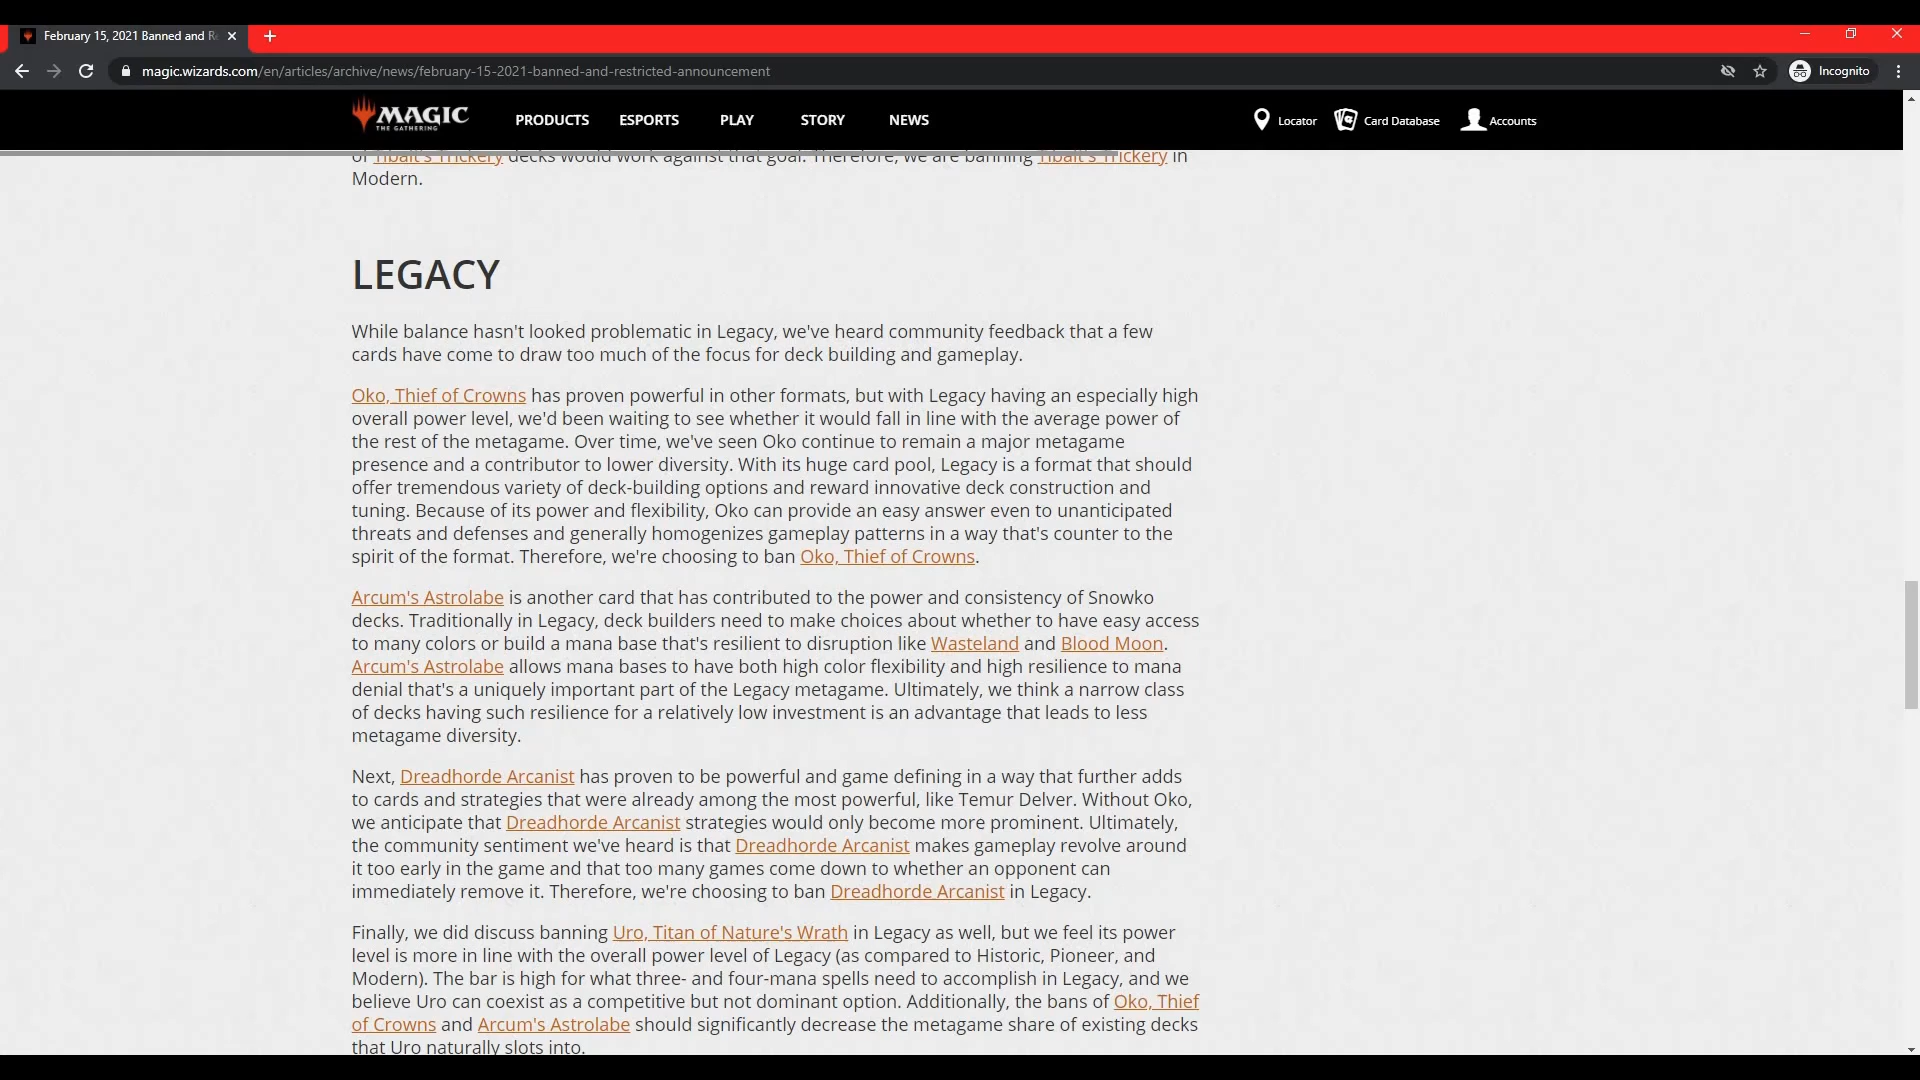 February 15, 2021 Banned and R
magic.wizards.com/en/articles/archive/news/february-15-2021-banned-and-restricted-announcement
Incognito
MAGIC
THE GATHERING
PRODUCTS
ESPORTS
PLAY
STORY
NEWS
Locator
Card Database
Accounts
of Tibalt's Trickery decks would work against that goal. Therefore, we are banning Tibalt's Trickery in
Modern.
LEGACY
While balance hasn't looked problematic in Legacy, we've heard community feedback that a few
cards have come to draw too much of the focus for deck building and gameplay.
Oko, Thief of Crowns has proven powerful in other formats, but with Legacy having an especially high
overall power level, we'd been waiting to see whether it would fall in line with the average power of
the rest of the metagame. Over time, we've seen Oko continue to remain a major metagame
presence and a contributor to lower diversity. With its huge card pool, Legacy is a format that should
offer tremendous variety of deck-building options and reward innovative deck construction and
tuning. Because of its power and flexibility, Oko can provide an easy answer even to unanticipated
threats and defenses and generally homogenizes gameplay patterns in a way that's counter to the
spirit of the format. Therefore, we're choosing to ban Oko, Thief of Crowns.
Arcum's Astrolabe is another card that has contributed to the power and consistency of Snowko
decks. Traditionally in Legacy, deck builders need to make choices about whether to have easy access
to many colors or build a mana base that's resilient to disruption like Wasteland and Blood Moon.
Arcum's Astrolabe allows mana bases to have both high color flexibility and high resilience to mana
denial that's a uniquely important part of the Legacy metagame. Ultimately, we think a narrow class
of decks having such resilience for a relatively low investment is an advantage that leads to less
metagame diversity.
Next, Dreadhorde Arcanist has proven to be powerful and game defining in a way that further adds
to cards and strategies that were already among the most powerful, like Temur Delver. Without Oko,
we anticipate that Dreadhorde Arcanist strategies would only become more prominent. Ultimately,
the community sentiment we've heard is that Dreadhorde Arcanist makes gameplay revolve around
it too early in the game and that too many games come down to whether an opponent can
immediately remove it. Therefore, we're choosing to ban Dreadhorde Arcanist in Legacy.
Finally, we did discuss banning Uro, Titan of Nature's Wrath in Legacy as well, but we feel its power
level is more in line with the overall power level of Legacy (as compared to Historic, Pioneer, and
Modern). The bar is high for what three- and four-mana spells need to accomplish in Legacy, and we
believe Uro can coexist as a competitive but not dominant option. Additionally, the bans of Oko, Thief
of Crowns and Arcum's Astrolabe should significantly decrease the metagame share of existing decks
that Uro naturally slots into.